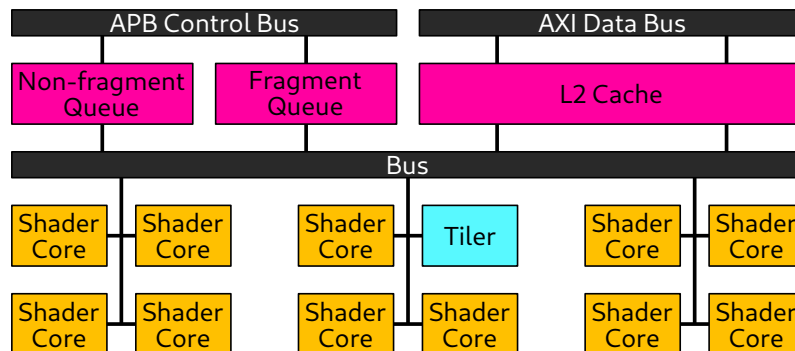 APB Control Bus
AXI Data Bus
Non-fragment
Queue
Fragment
Queue
L2 Cache
Bus
Shader
Core
Shader
Core
Shader
Core
Tiler
Shader
Core
Shader
Core
Shader
Core
Shader
Core
Shader
Core
Shader
Core
Shader
Core
Shader
Core